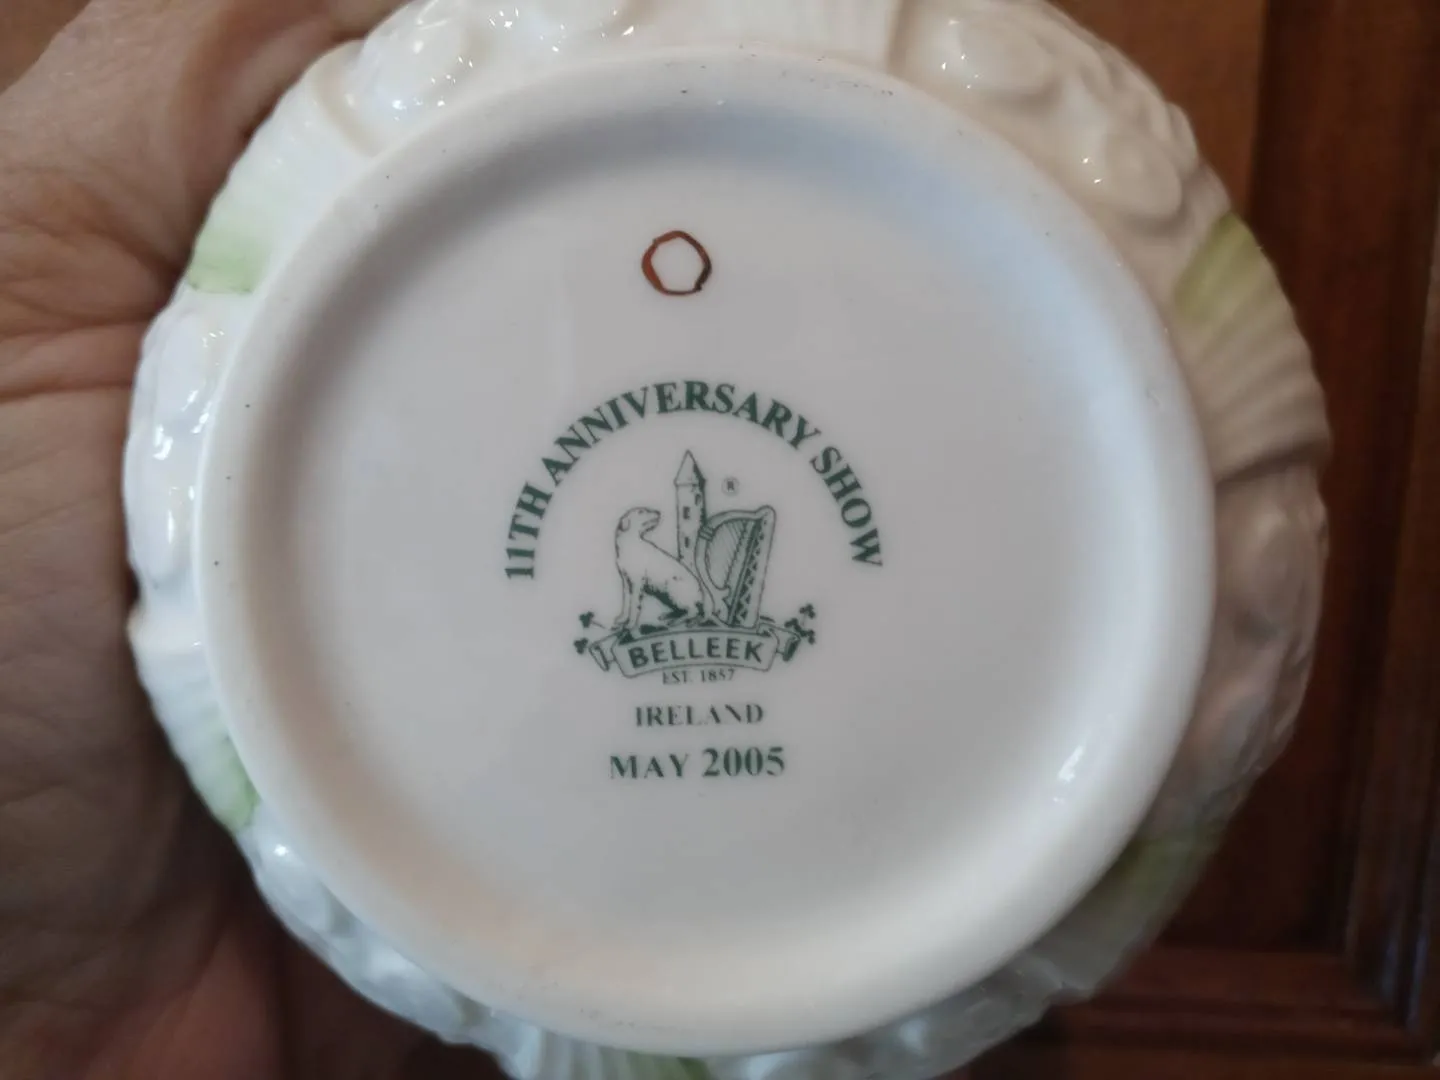 11TH ANNIVERSARY SHOW
®
BELLEEK
EST. 1857
IRELAND
MAY 2005